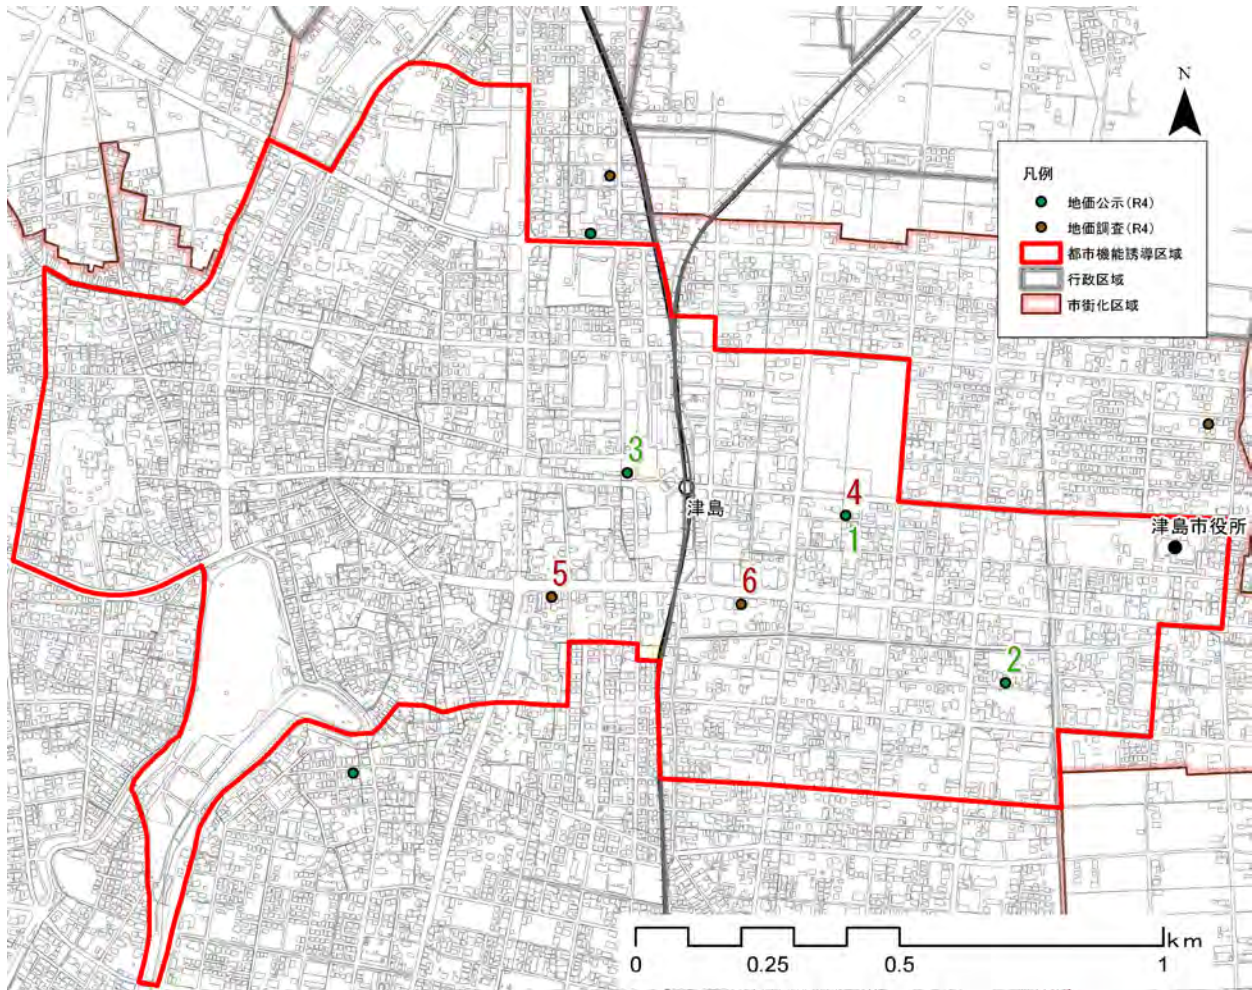 N
凡例
地価公示(R4)
地価調査(R4)
都市機能誘導区域
行政区域
市街化区域
3
津島
4
1
津島市役所
5
6
2
km
0
0.25
0.5
1